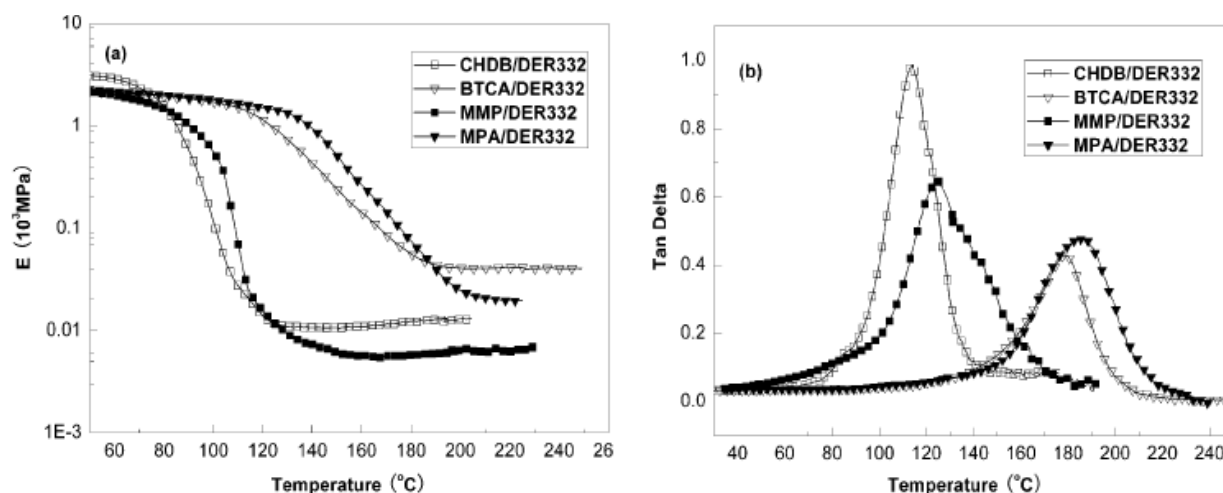 (a)
CHDB/DER332
BTCA/DER332
MMP/DER332
MPA/DER332
10
1
0.1
0.01
1E-3
E (10³MPa)
60 80 100 120 140 160 180 200 220 240 26
Temperature (°C)
(b)
CHDB/DER332
BTCA/DER332
MMP/DER332
MPA/DER332
1.0
0.8
0.6
0.4
0.2
0.0
Tan Delta
40 60 80 100 120 140 160 180 200 220 240
Temperature (°C)